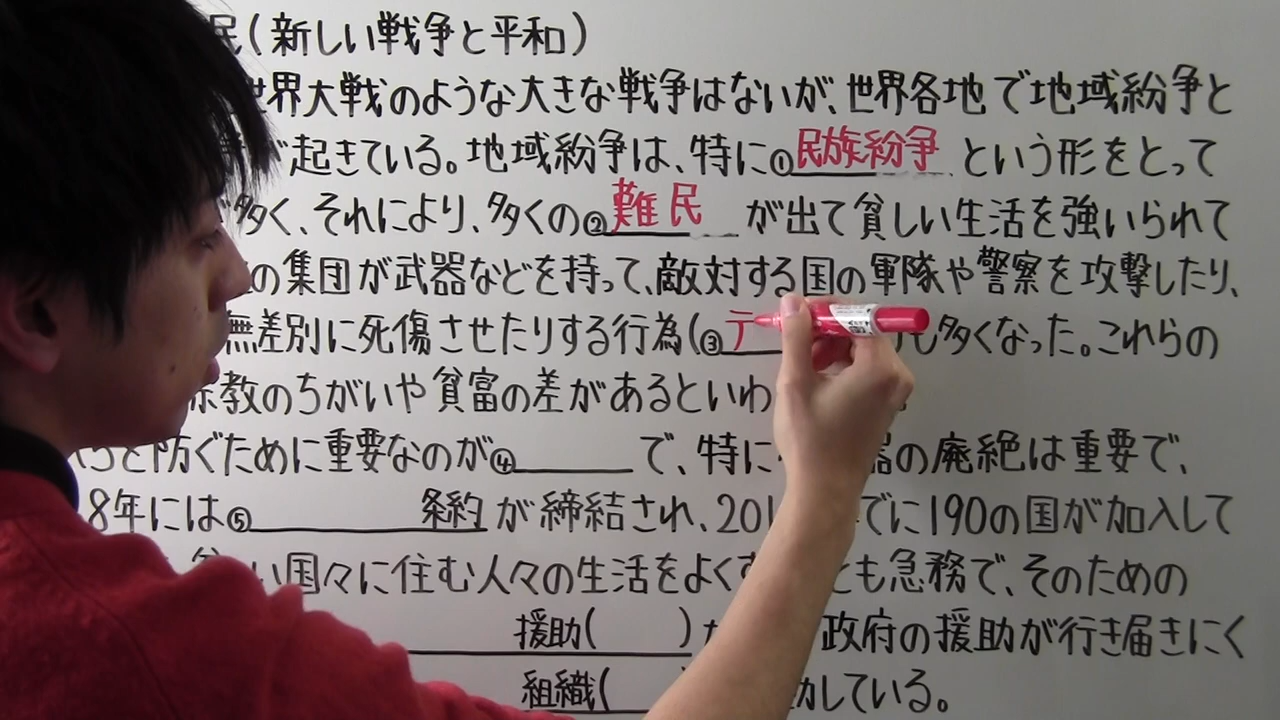 民(新しい戦争と平和)
世界大戦のような大きな戦争はないが、世界各地で地域紛争と
起きている。地域紛争は、特に①民族紛争という形をとって
多く、それにより、多くの②難民が出て貧しい生活を強いられて
の集団が武器などを持って、敵対する国の軍隊や警察を攻撃したり、
無差別に死傷させたりする行為(③テ も多くなった。これらの
宗教のちがいや貧富の差があるといわ
防ぐために重要なのが④______で、特に 器の廃絶は重要で、
8年には⑤______条約が締結され、201 でに190の国が加入して
い国々に住む人々の生活をよくす とも急務で、そのための
援助( ) 政府の援助が行き届きにく
組織( 動している。